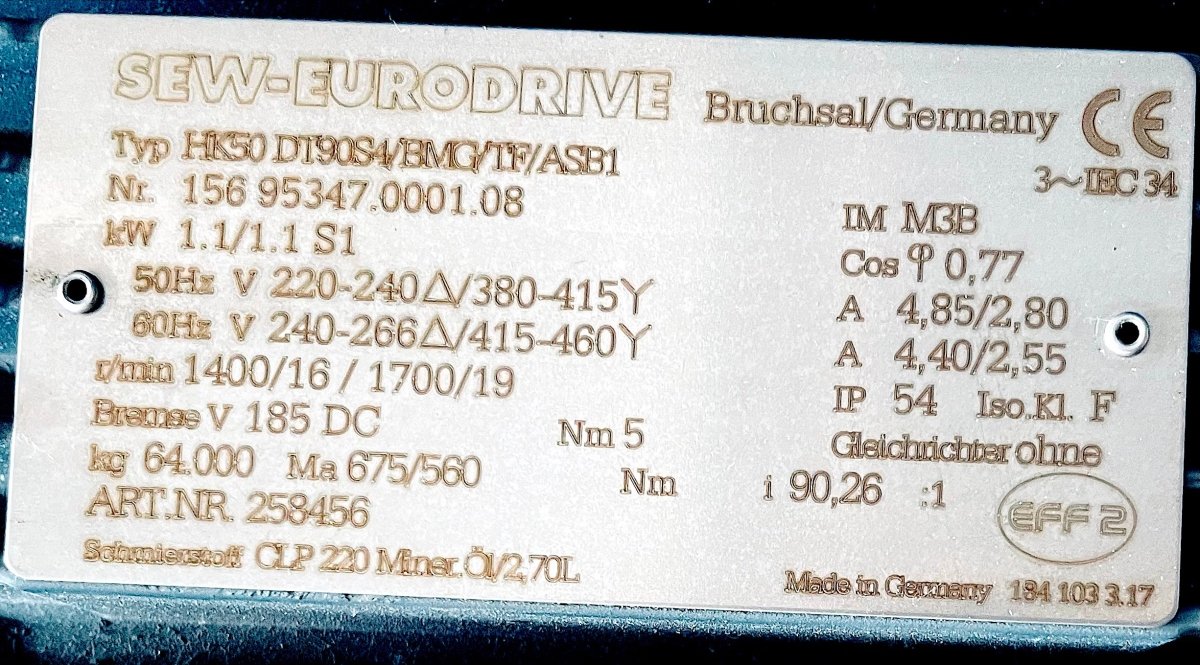 SEW-EURODRIVE Bruchsal/Germany CE
Typ HK50 DT90S4/BMG/TF/ASB1
3~IEC 34
Nr. 156 95347.0001.08
IM M3B
kW 1.1/1.1 S1
Cos φ 0,77
50Hz V 220-240Δ/380-415Y A 4,85/2,80
60Hz V 240-266Δ/415-460Y A 4,40/2,55
r/min 1400/16 / 1700/19 IP 54 Iso.Kl. F
Bremse V 185 DC Nm 5 Gleichrichter ohne
kg 64.000 Ma 675/560 Nm i 90,26 :1
ART.NR. 258456 EFF 2
Schmierstoff CLP 220 Miner. Öl/2,70L
Made in Germany 184 103 3.17